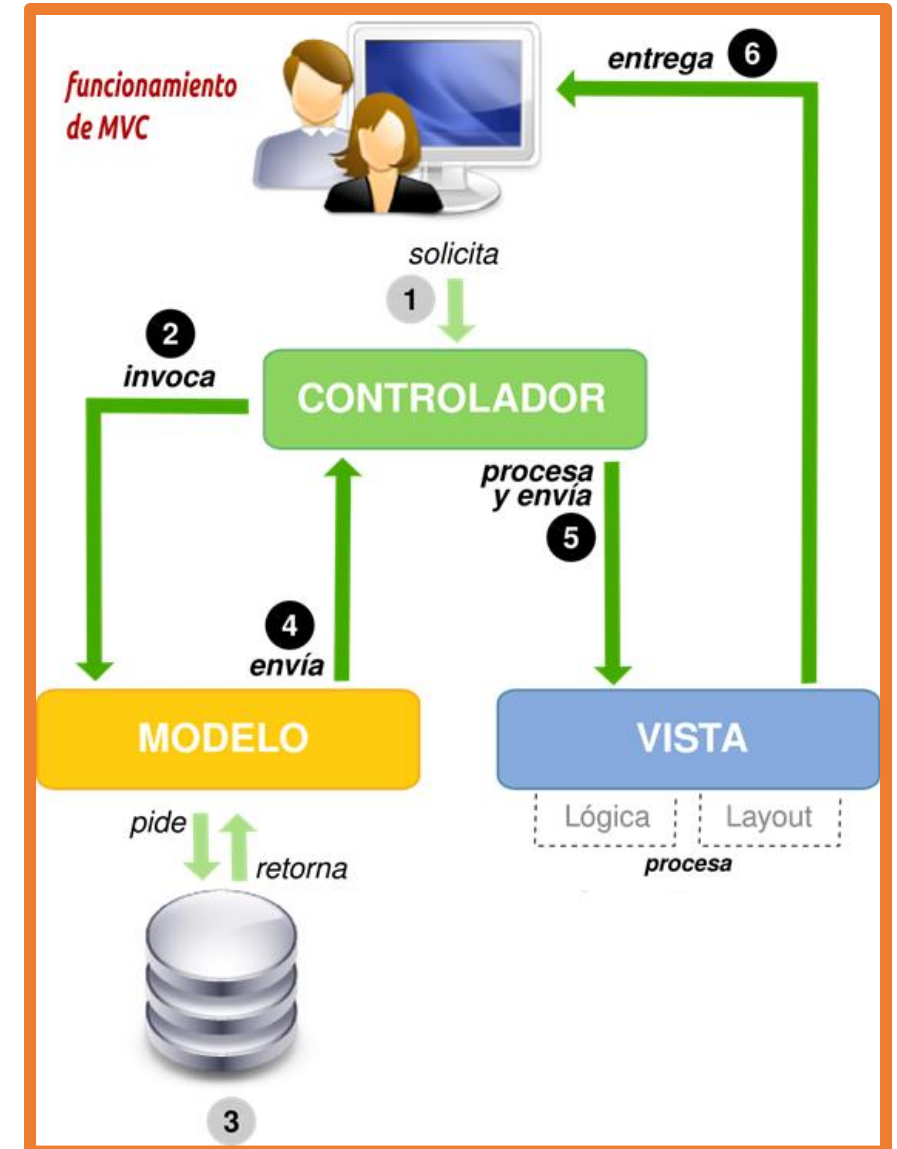 funcionamiento
de MVC
entrega 6
solicita
1
2
invoca
CONTROLADOR
procesa
y envía
5
4
envía
MODELO
VISTA
Lógica
Layout
procesa
pide
retorna
3